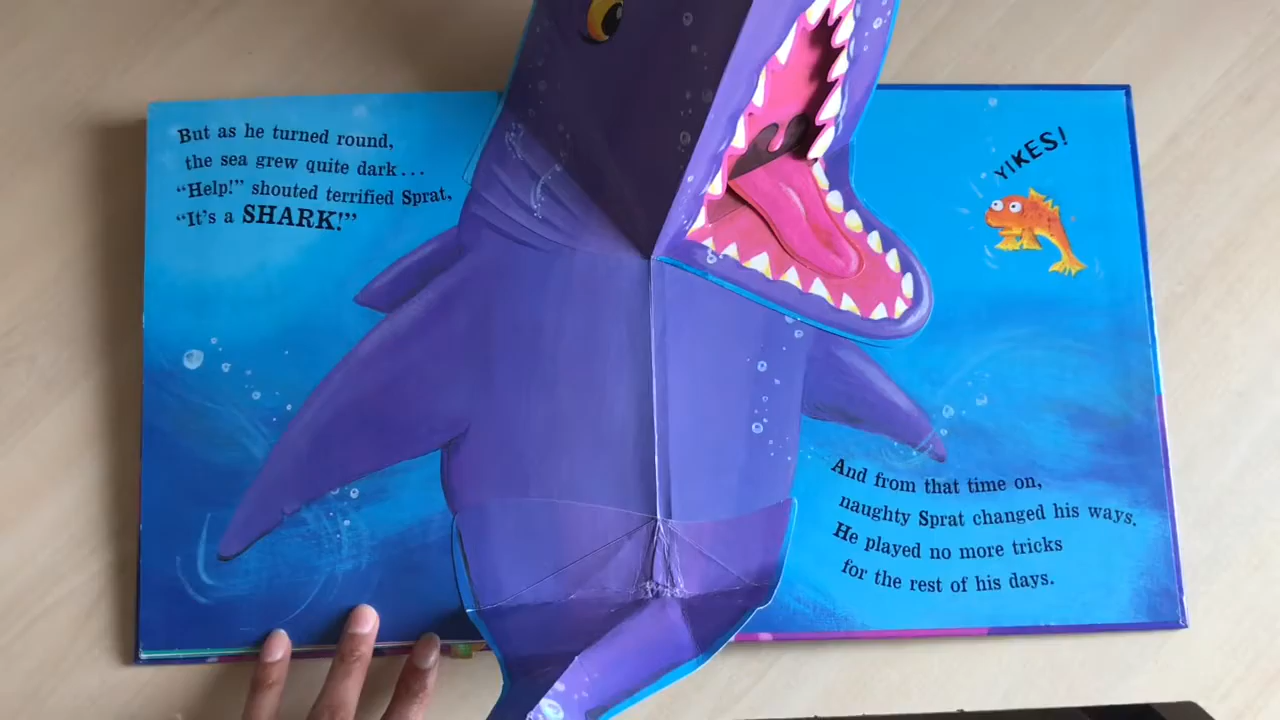 But as he turned round,
the sea grew quite dark...
“Help!” shouted terrified Sprat,
“It's a SHARK!”
YIKES!
And from that time on,
naughty Sprat changed his ways.
He played no more tricks
for the rest of his days.